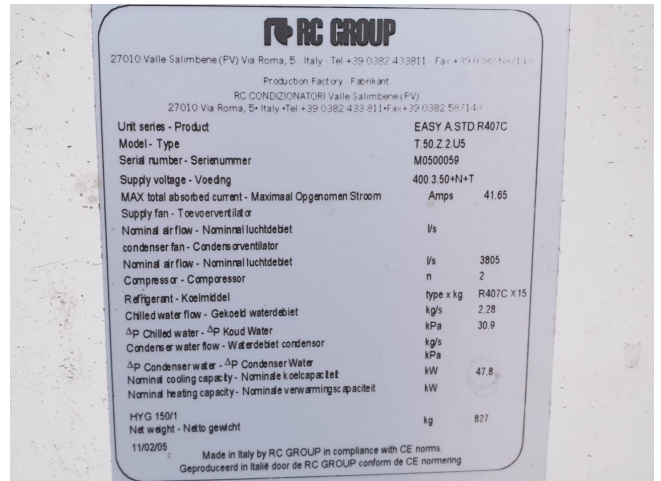 RC GROUP
27010 Valle Salimbene (PV) Via Roma, 5 - Italy - Tel +39 0382 433811 Fax +39 0382 587148
Production Factory - Fabrikant
RC CONDIZIONATORI Valle Salimbene (PV)
27010 Via Roma, 5• Italy •Tel +39 0382 433 811•Fax+39 0382 587148
Unit series - Product EASY A.STD.R407C
Model - Type T.50.Z.2.U5
Serial number - Serienummer M0500059
Supply voltage - Voeding 400.3.50+N+T
MAX total absorbed current - Maximaal Opgenomen Stroom Amps 41.65
Supply fan - Toevoerventilator
Nominal air flow - Nominnal luchtdebiet l/s
condenser fan - Condensorventilator
Nominal air flow - Nominnal luchtdebiet l/s 3805
Compressor - Comporessor n 2
Refrigerant - Koelmiddel type x kg R407C X 15
Chilled water flow - Gekoeld waterdebiet kg/s 2.28
ΔP Chilled water - ΔP Koud Water kPa 30.9
Condenser water flow - Waterdebiet condensor kg/s
ΔP Condenser water - ΔP Condenser Water kPa
Nominal cooling capacity - Nominale koelcapaciteit kW 47.8
Nominal heating capacity - Nominale verwarmingscapaciteit kW
HYG 150/1
Net weight - Netto gewicht kg 827
11/02/05
Made in Italy by RC GROUP in compliance with CE norms
Geproduceerd in Italië door de RC GROUP conform de CE normering